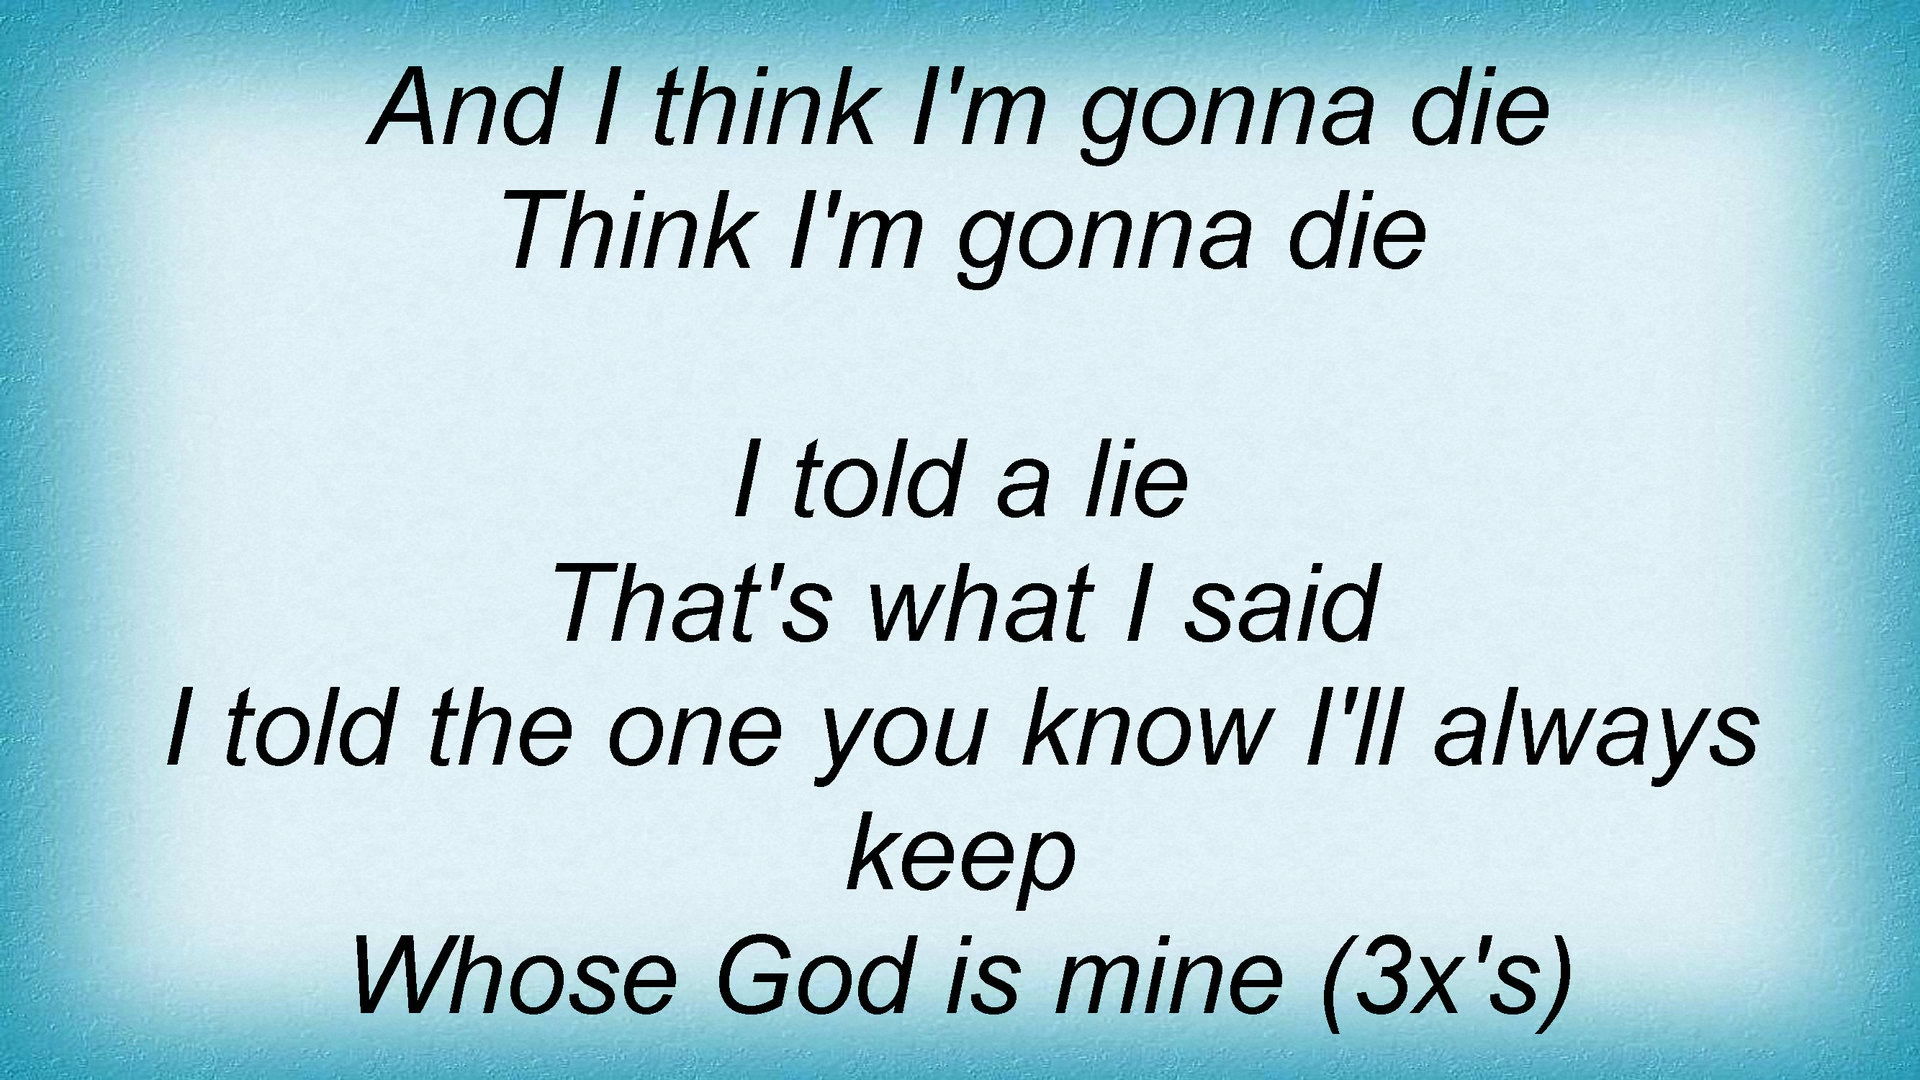 And I think I'm gonna die
Think I'm gonna die
I told a lie
That's what I said
I told the one you know I'll always
keep
Whose God is mine (3x's)